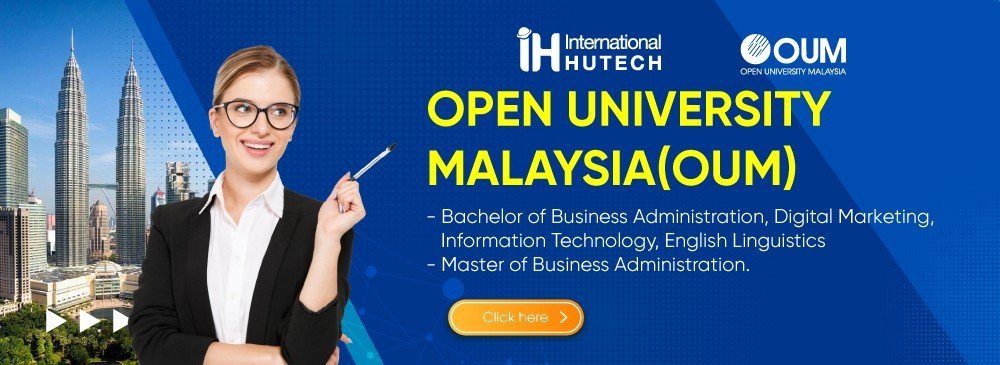 International
HUTECH
OUM
OPEN UNIVERSITY MALAYSIA
OPEN UNIVERSITY
MALAYSIA(OUM)
- Bachelor of Business Administration, Digital Marketing,
Information Technology, English Linguistics
- Master of Business Administration.
Click here